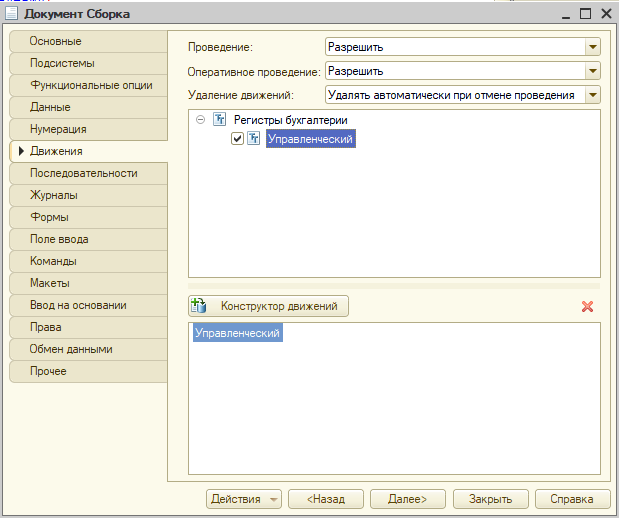 Документ Сборка
Основные
Подсистемы
Функциональные опции
Данные
Нумерация
Движения
Последовательности
Журналы
Формы
Поле ввода
Команды
Макеты
Ввод на основании
Права
Обмен данными
Прочее
Проведение: Разрешить
Оперативное проведение: Разрешить
Удаление движений: Удалять автоматически при отмене проведения
Регистры бухгалтерии
Управленческий
Конструктор движений
Управленческий
Действия <Назад Далее> Закрыть Справка